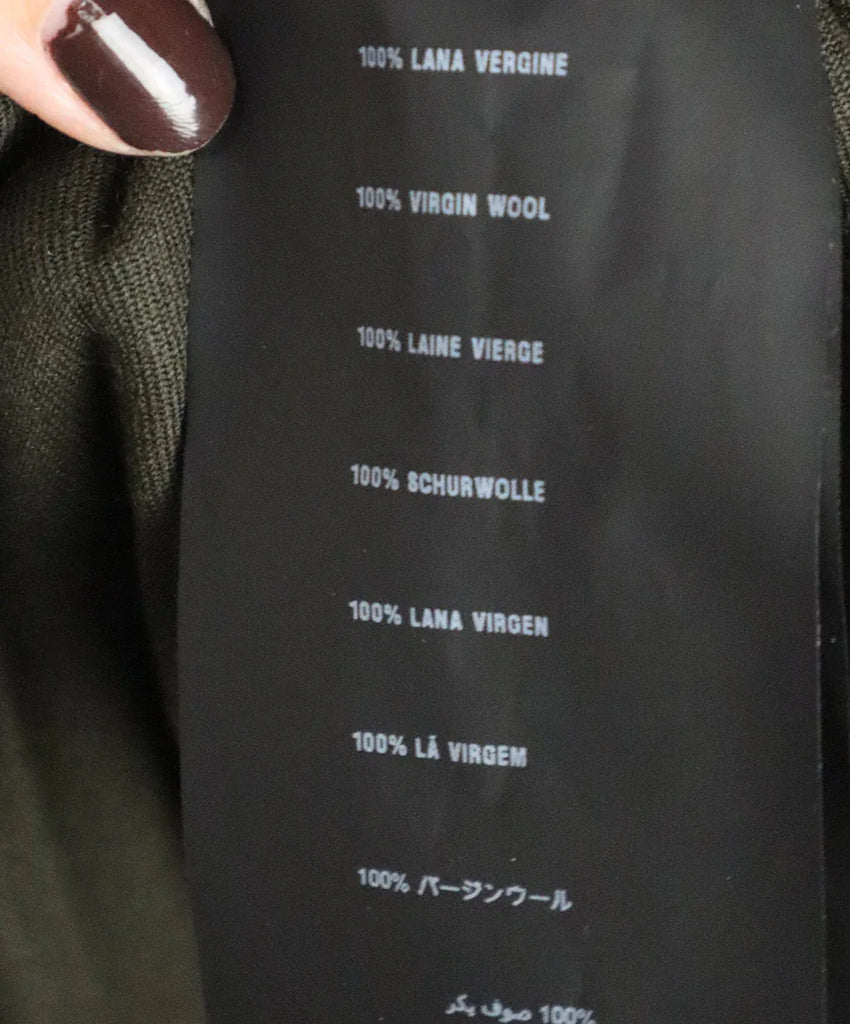 100% LANA VERGINE
100% VIRGIN WOOL
100% LAINE VIERGE
100% SCHURWOLLE
100% LANA VIRGEN
100% LÃ VIRGEM
100% バージンウール
100% صوف بكر